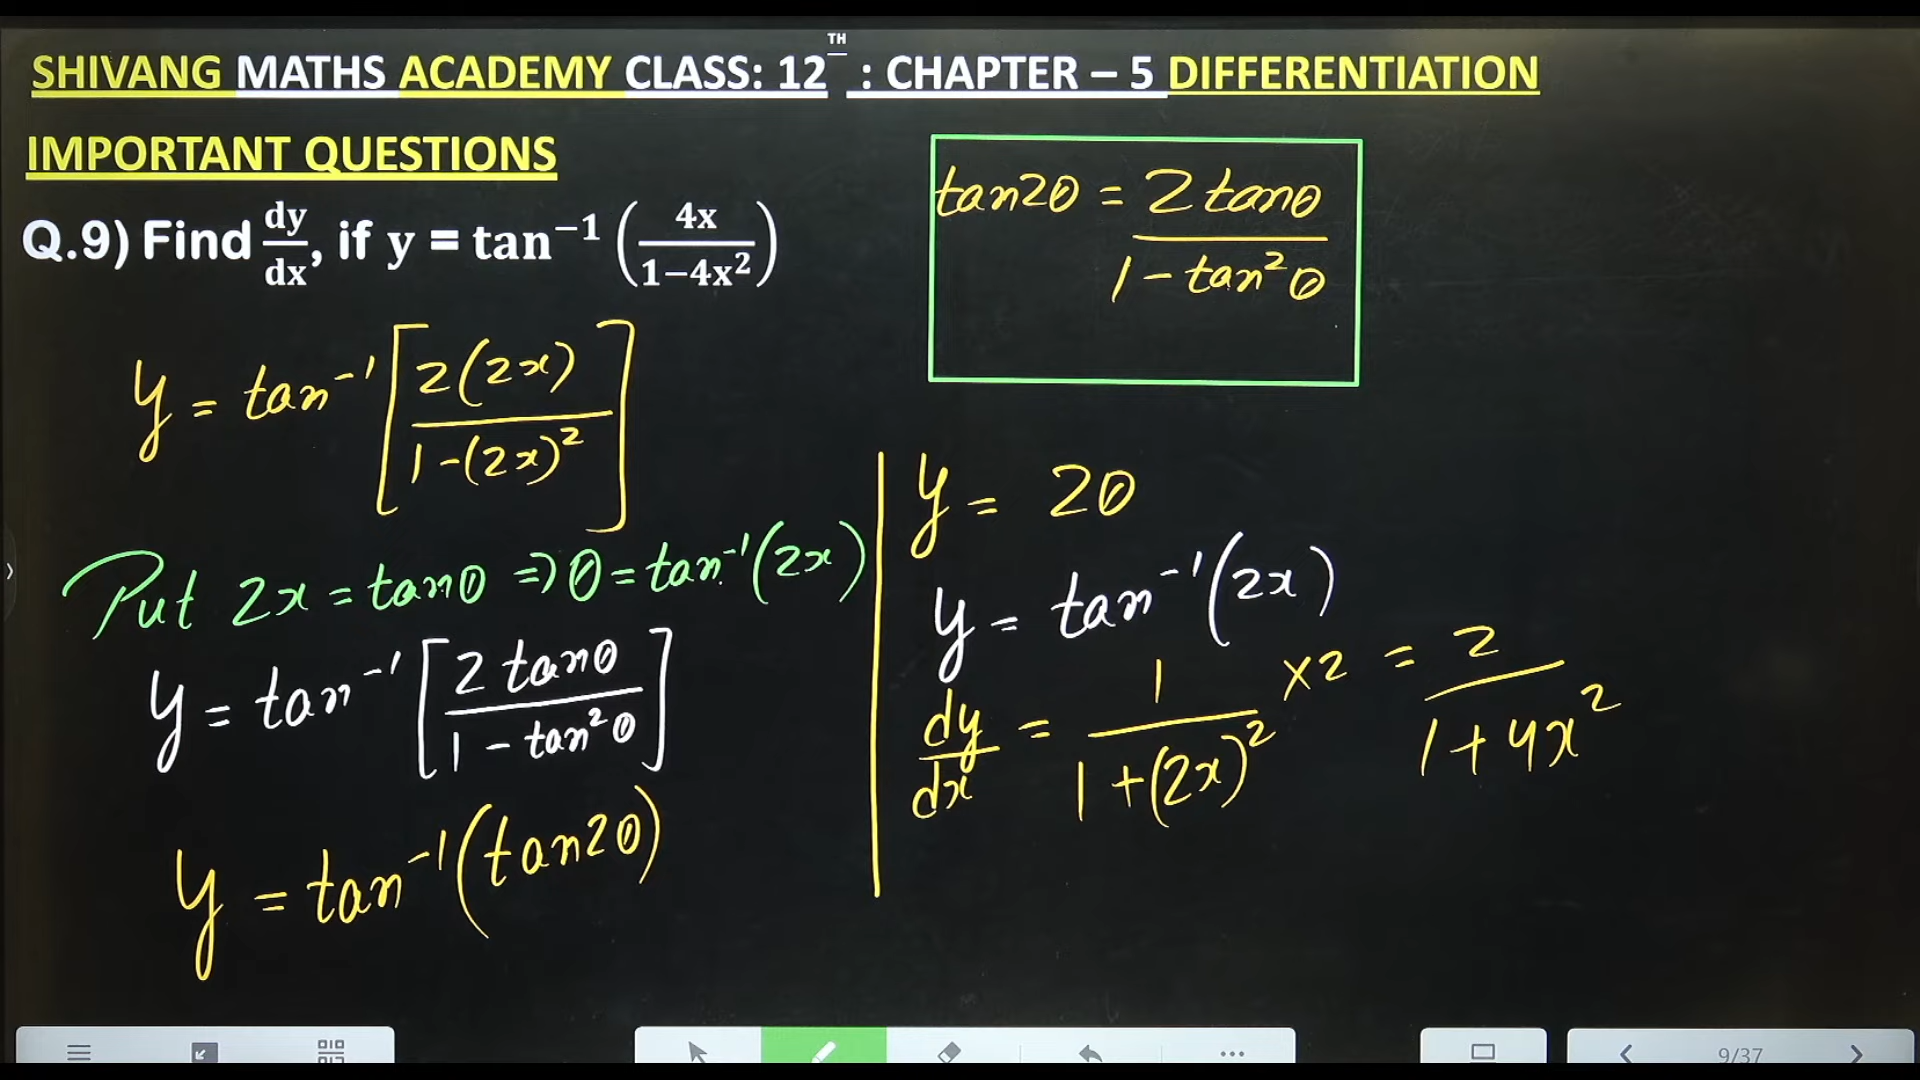 SHIVANG MATHS ACADEMY CLASS: 12TH : CHAPTER – 5 DIFFERENTIATION
IMPORTANT QUESTIONS
Q.9) Find dy/dx, if y = tan⁻¹ (4x/(1−4x²))
tan2θ = 2tanθ/(1 − tan²θ)
y = tan⁻¹ [2(2x)/(1−(2x)²]
Put 2x = tanθ ⇒ θ = tan⁻¹(2x)
y = tan⁻¹ [2 tanθ/(1 − tan²θ)]
y = tan⁻¹(tan2θ)
y = 2θ
y = tan⁻¹(2x)
dy/dx = 1/(1+(2x)²) × 2 = 2/(1+4x²)
9/37